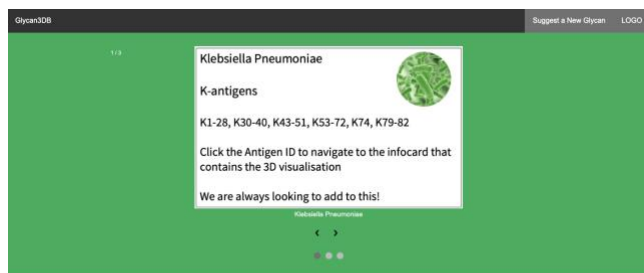 Glycan3DB
Suggest a New Glycan
LOGO
1 / 3
Klebsiella Pneumoniae
K-antigens
K1-28, K30-40, K43-51, K53-72, K74, K79-82
Click the Antigen ID to navigate to the infocard that
contains the 3D visualisation
We are always looking to add to this!
Klebsiella Pneumoniae